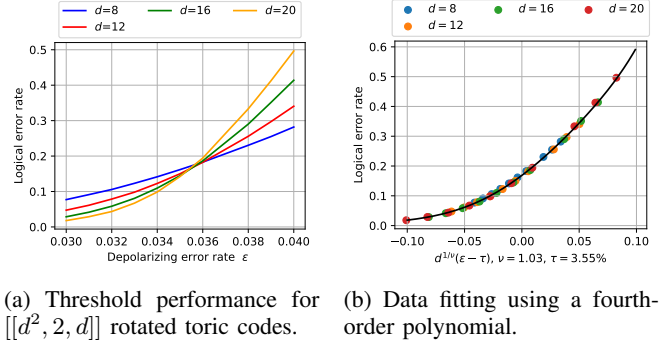 d=8 d=16 d=20
d=12
0.5
0.4
0.3
0.2
0.1
0.0
Logical error rate
0.030 0.032 0.034 0.036 0.038 0.040
Depolarizing error rate ε
d=8 d=16 d=20
d=12
0.6
0.5
0.4
0.3
0.2
0.1
0.0
Logical error rate
−0.10 −0.05 0.00 0.05 0.10
d^{1/ν}(ε − τ), ν = 1.03, τ = 3.55%
(a) Threshold performance for
[[d², 2, d]] rotated toric codes.
(b) Data fitting using a fourth-
order polynomial.